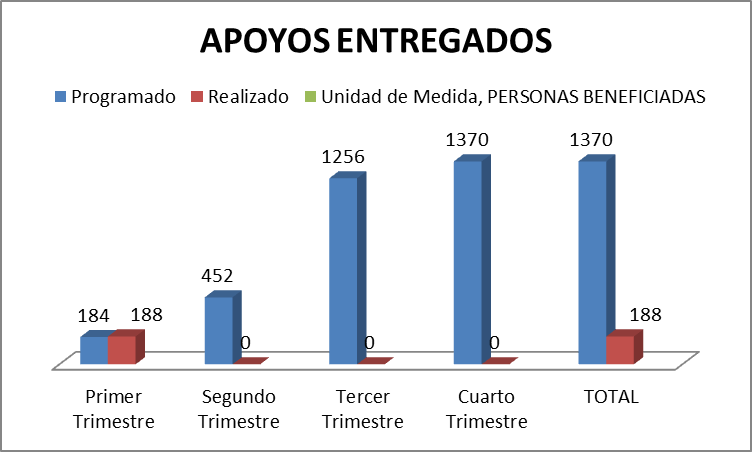 APOYOS ENTREGADOS
Programado Realizado Unidad de Medida, PERSONAS BENEFICIADAS
184 188 452 0 1256 0 1370 0 1370 188
Primer Trimestre
Segundo Trimestre
Tercer Trimestre
Cuarto Trimestre
TOTAL